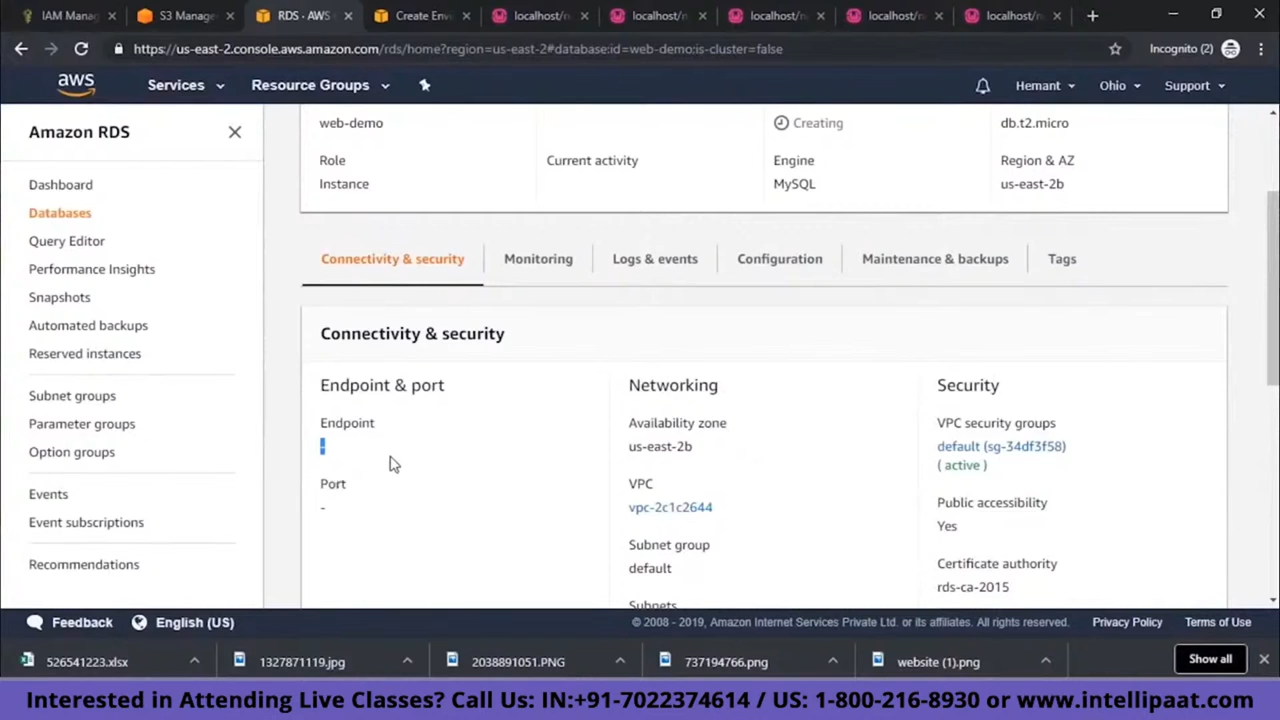 IAM Manag
S3 Manage
RDS - AWS
Create Env
localhost/n
localhost/n
localhost/n
localhost/n
localhost/n
https://us-east-2.console.aws.amazon.com/rds/home?region=us-east-2#database:id=web-demo:is-cluster=false
Incognito (2)
aws
Services
Resource Groups
Hemant
Ohio
Support
Amazon RDS
Dashboard
Databases
Query Editor
Performance Insights
Snapshots
Automated backups
Reserved instances
Subnet groups
Parameter groups
Option groups
Events
Event subscriptions
Recommendations
web-demo
Creating
db.t2.micro
Role
Current activity
Engine
Region & AZ
Instance
MySQL
us-east-2b
Connectivity & security
Monitoring
Logs & events
Configuration
Maintenance & backups
Tags
Connectivity & security
Endpoint & port
Endpoint
-
Port
-
Networking
Availability zone
us-east-2b
VPC
vpc-2c1c2644
Subnet group
default
Subnets
Security
VPC security groups
default (sg-34df3f58)
( active )
Public accessibility
Yes
Certificate authority
rds-ca-2015
Feedback
English (US)
© 2008 - 2019, Amazon Internet Services Private Ltd. or its affiliates. All rights reserved.
Privacy Policy
Terms of Use
526541223.xlsx
1327871119.jpg
2038891051.PNG
737194766.png
website (1).png
Show all
Interested in Attending Live Classes? Call Us: IN:+91-7022374614 / US: 1-800-216-8930 or www.intellipaat.com